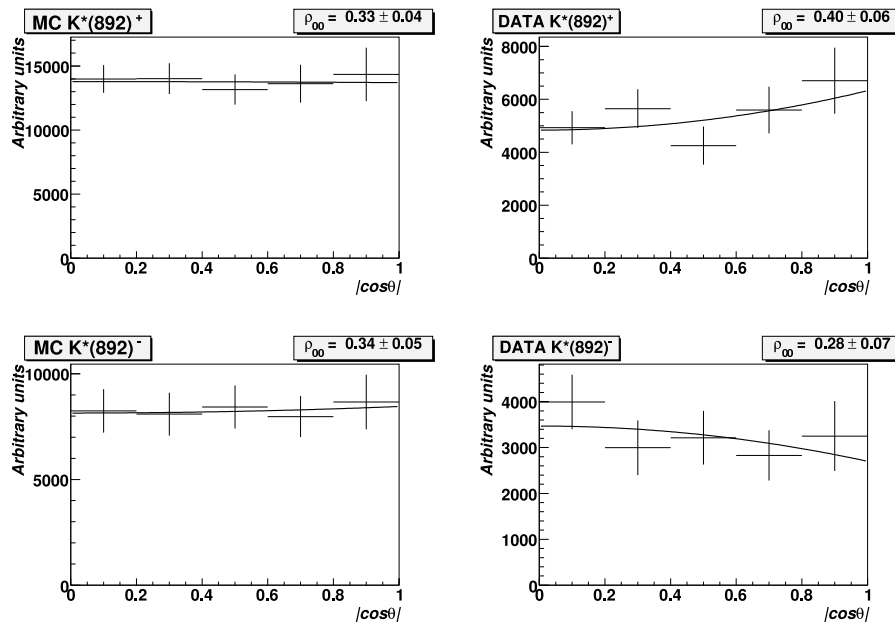 MC K*(892)+
ρ00 = 0.33 ± 0.04
Arbitrary units
15000
10000
5000
0
0 0.2 0.4 0.6 0.8 1
|cosθ|
DATA K*(892)+
ρ00 = 0.40 ± 0.06
Arbitrary units
8000
6000
4000
2000
0
0 0.2 0.4 0.6 0.8 1
|cosθ|
MC K*(892)-
ρ00 = 0.34 ± 0.05
Arbitrary units
10000
5000
0
0 0.2 0.4 0.6 0.8 1
|cosθ|
DATA K*(892)-
ρ00 = 0.28 ± 0.07
Arbitrary units
4000
3000
2000
1000
0
0 0.2 0.4 0.6 0.8 1
|cosθ|